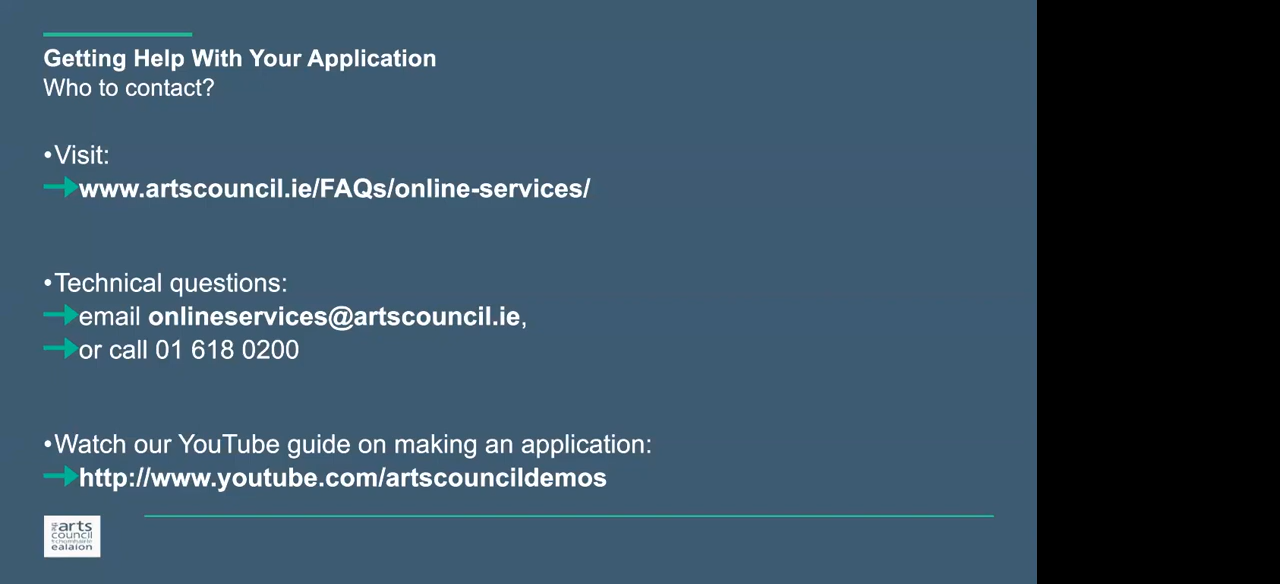 Getting Help With Your Application
Who to contact?
•Visit:
www.artscouncil.ie/FAQs/online-services/
•Technical questions:
email onlineservices@artscouncil.ie,
or call 01 618 0200
•Watch our YouTube guide on making an application:
http://www.youtube.com/artscouncildemos
arts
council
ealaíon